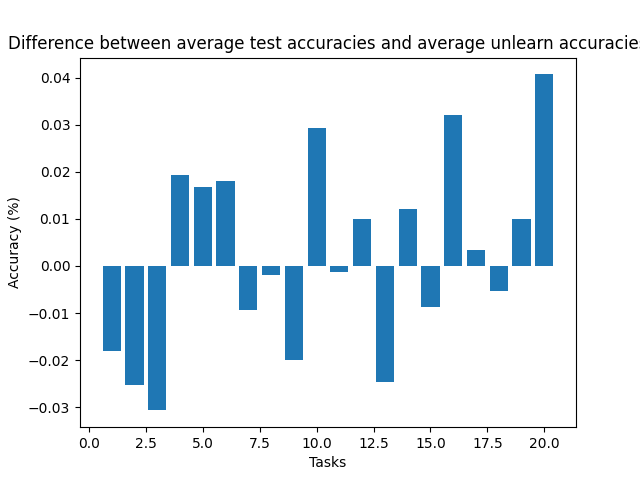 Difference between average test accuracies and average unlearn accuracies
0.04
0.03
0.02
0.01
0.00
−0.01
−0.02
−0.03
Accuracy (%)
0.0 2.5 5.0 7.5 10.0 12.5 15.0 17.5 20.0
Tasks